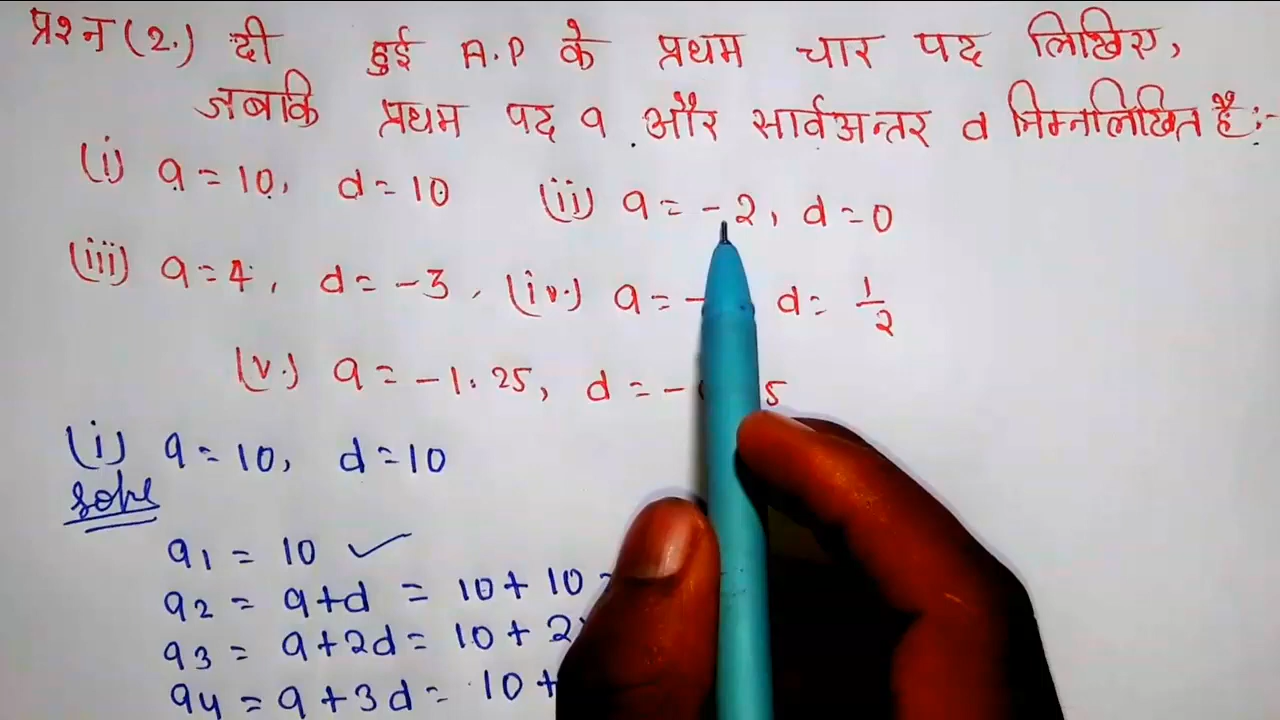 प्रश्न (2.) दी हुई A.P के प्रथम चार पद लिखिए,
जबकि प्रथम पद a और सार्वअन्तर d निम्नलिखित है:-
(i) a = 10, d = 10 (ii) a = -2, d = 0
(iii) a = 4, d = -3, (iv.) a = - d = 1/2
(v.) a = -1.25, d = - 5
(i) a = 10, d = 10
a1 = 10 ✓
a2 = a+d = 10 + 10
a3 = a+2d = 10 + 2
a4 = a+3d = 10 +